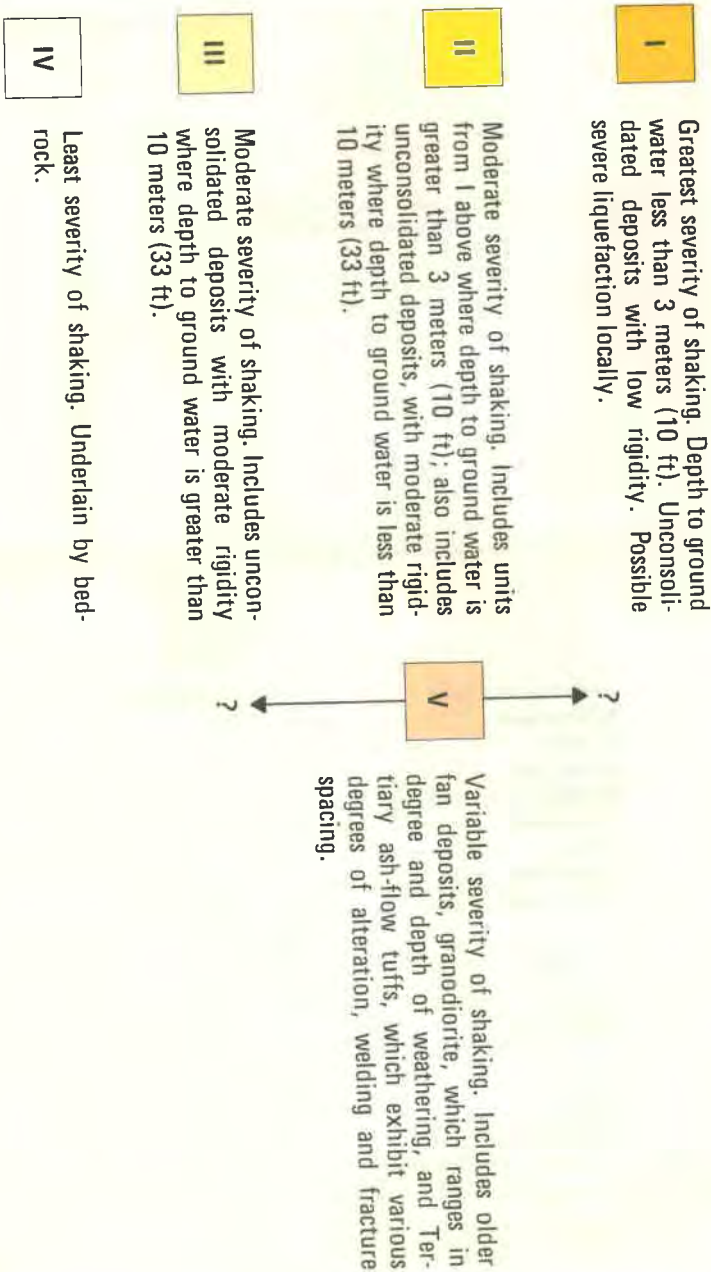 I
Greatest severity of shaking. Depth to ground
water less than 3 meters (10 ft). Unconsoli-
dated deposits with low rigidity. Possible
severe liquefaction locally.
II
Moderate severity of shaking. Includes units
from I above where depth to ground water is
greater than 3 meters (10 ft); also includes
unconsolidated deposits, with moderate rigid-
ity where depth to ground water is less than
10 meters (33 ft).
III
Moderate severity of shaking. Includes uncon-
solidated deposits with moderate rigidity
where depth to ground water is greater than
10 meters (33 ft).
IV
Least severity of shaking. Underlain by bed-
rock.
?
V
?
Variable severity of shaking. Includes older
fan deposits, granodiorite, which ranges in
degree and depth of weathering, and Ter-
tiary ash-flow tuffs, which exhibit various
degrees of alteration, welding and fracture
spacing.